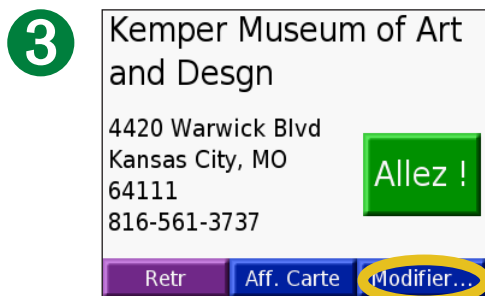 3
Kemper Museum of Art
and Desgn
4420 Warwick Blvd
Kansas City, MO
64111
816-561-3737
Allez !
Retr
Aff. Carte
Modifier...